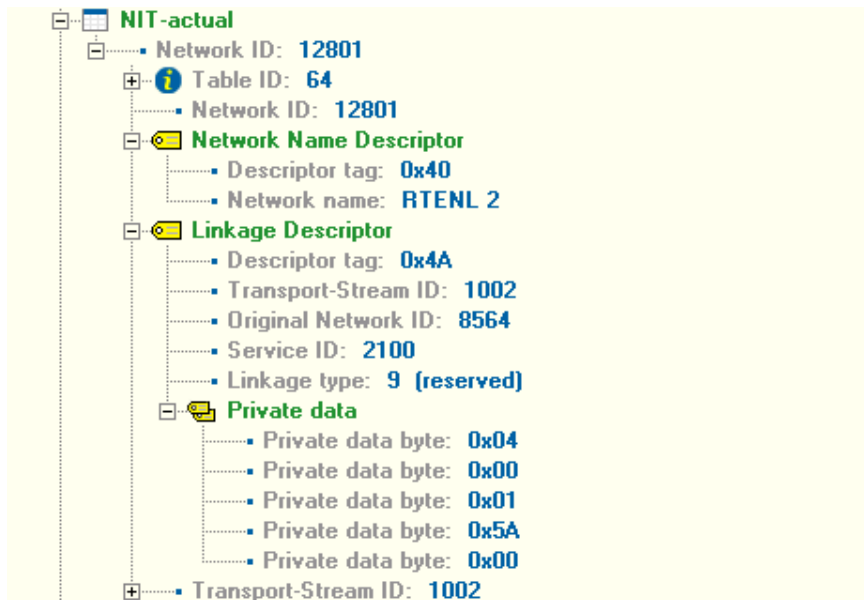 NIT-actual
Network ID: 12801
Table ID: 64
Network ID: 12801
Network Name Descriptor
Descriptor tag: 0x40
Network name: RTENL 2
Linkage Descriptor
Descriptor tag: 0x4A
Transport-Stream ID: 1002
Original Network ID: 8564
Service ID: 2100
Linkage type: 9 (reserved)
Private data
Private data byte: 0x04
Private data byte: 0x00
Private data byte: 0x01
Private data byte: 0x5A
Private data byte: 0x00
Transport-Stream ID: 1002